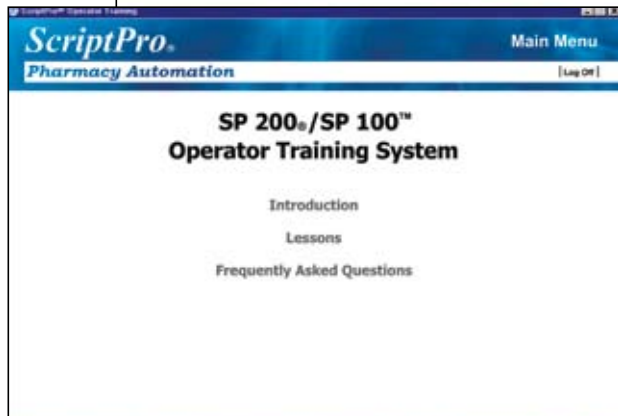 ScriptPro® Operator Training
ScriptPro®
Main Menu
Pharmacy Automation
[Log Off]
SP 200®/SP 100™
Operator Training System
Introduction
Lessons
Frequently Asked Questions